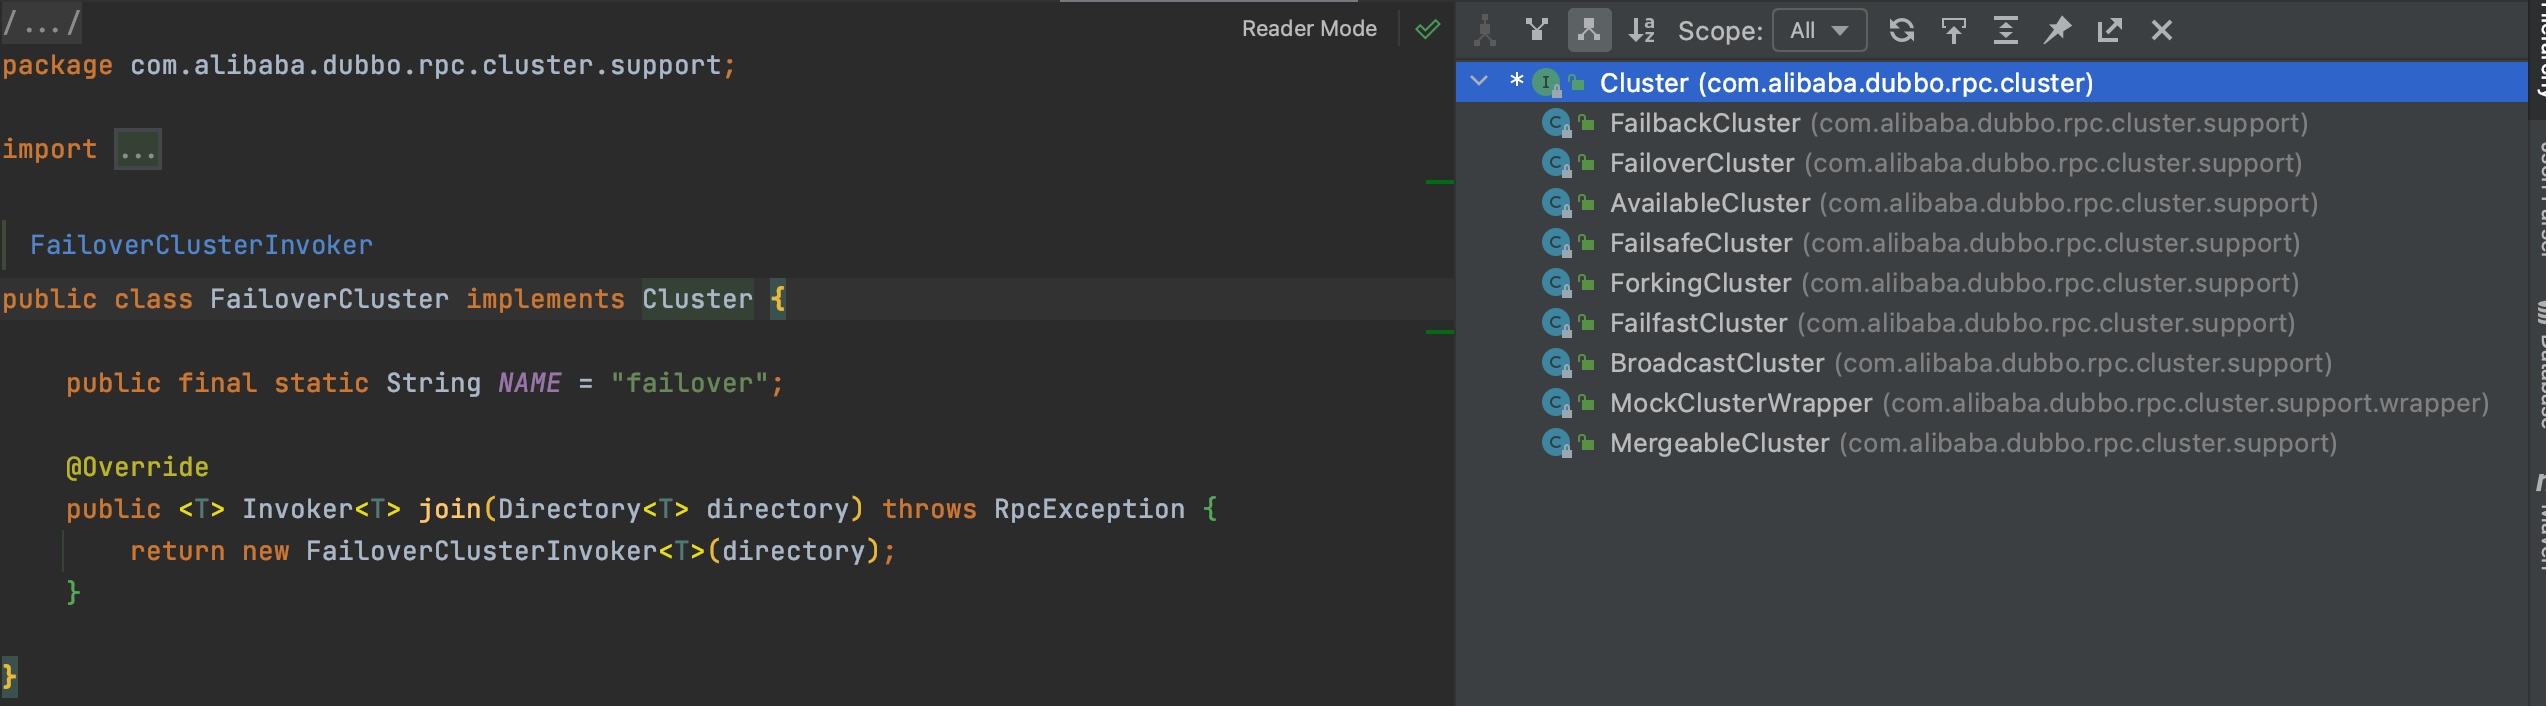 /.../
package com.alibaba.dubbo.rpc.cluster.support;
import ...
FailoverClusterInvoker
public class FailoverCluster implements Cluster {
public final static String NAME = "failover";
@Override
public <T> Invoker<T> join(Directory<T> directory) throws RpcException {
return new FailoverClusterInvoker<T>(directory);
}
}
Reader Mode
Scope: All
* I Cluster (com.alibaba.dubbo.rpc.cluster)
C FailbackCluster (com.alibaba.dubbo.rpc.cluster.support)
C FailoverCluster (com.alibaba.dubbo.rpc.cluster.support)
C AvailableCluster (com.alibaba.dubbo.rpc.cluster.support)
C FailsafeCluster (com.alibaba.dubbo.rpc.cluster.support)
C ForkingCluster (com.alibaba.dubbo.rpc.cluster.support)
C FailfastCluster (com.alibaba.dubbo.rpc.cluster.support)
C BroadcastCluster (com.alibaba.dubbo.rpc.cluster.support)
C MockClusterWrapper (com.alibaba.dubbo.rpc.cluster.support.wrapper)
C MergeableCluster (com.alibaba.dubbo.rpc.cluster.support)